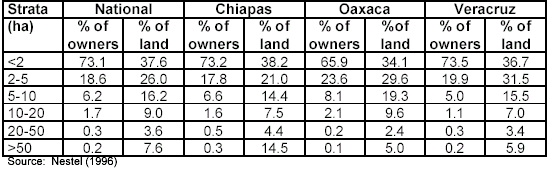 Strata National Chiapas Oaxaca Veracruz
(ha) % of owners % of land % of owners % of land % of owners %of land % of owners % of land
<2 73.1 37.6 73.2 38.2 65.9 34.1 73.5 36.7
2-5 18.6 26.0 17.8 21.0 23.6 29.6 19.9 31.5
5-10 6.2 16.2 6.6 14.4 8.1 19.3 5.0 15.5
10-20 1.7 9.0 1.6 7.5 2.1 9.6 1.1 7.0
20-50 0.3 3.6 0.5 4.4 0.2 2.4 0.3 3.4
>50 0.2 7.6 0.3 14.5 0.1 5.0 0.2 5.9
Source: Nestel (1996)